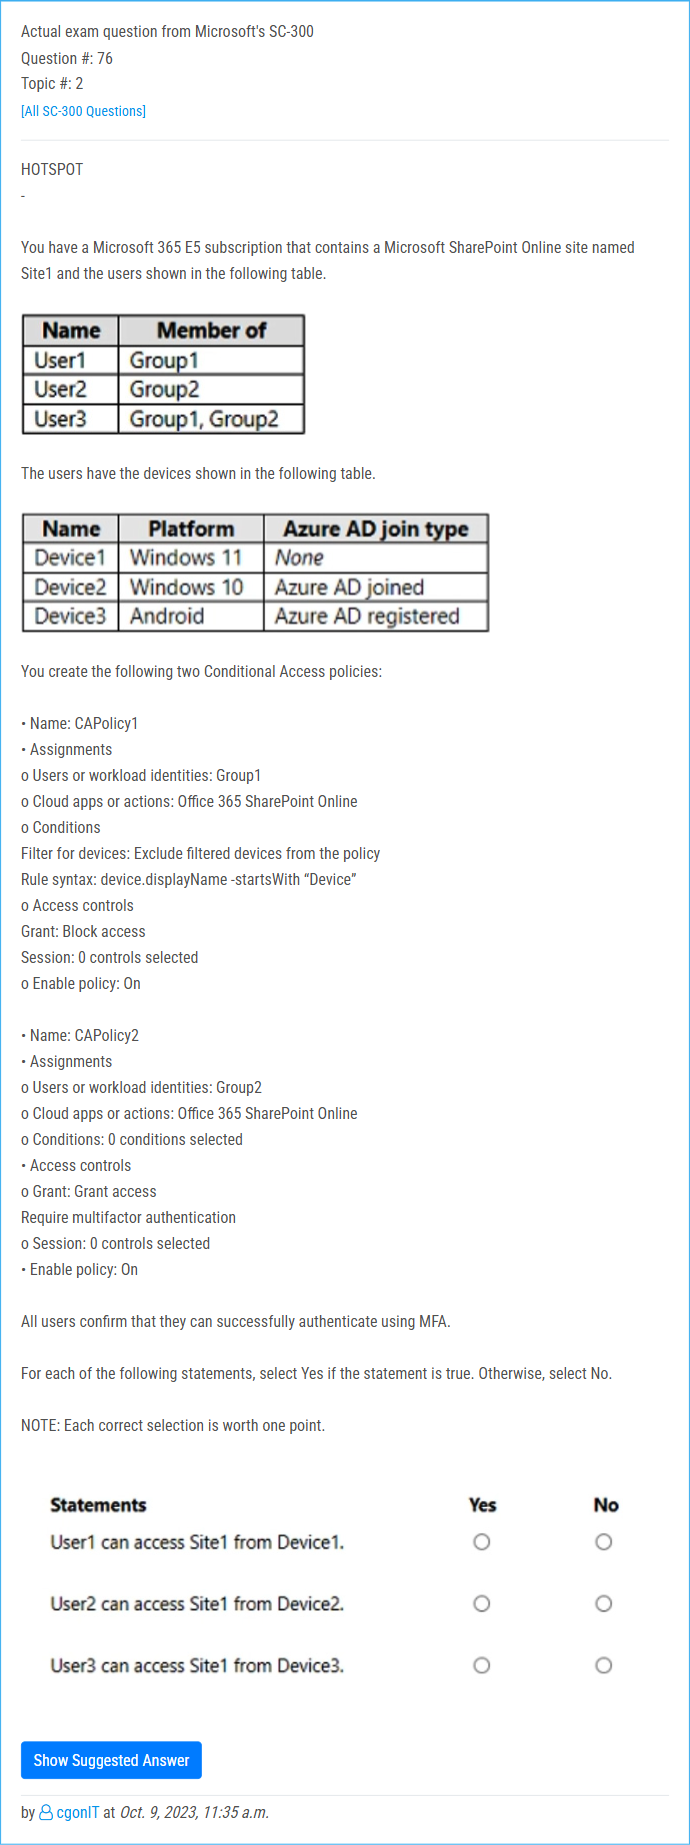 Actual exam question from Microsoft's SC-300
Question #: 76
Topic #: 2
[All SC-300 Questions]
HOTSPOT
-
You have a Microsoft 365 E5 subscription that contains a Microsoft SharePoint Online site named
Site1 and the users shown in the following table.
Name Member of
User1 Group1
User2 Group2
User3 Group1, Group2
The users have the devices shown in the following table.
Name Platform Azure AD join type
Device1 Windows 11 None
Device2 Windows 10 Azure AD joined
Device3 Android Azure AD registered
You create the following two Conditional Access policies:
• Name: CAPolicy1
• Assignments
o Users or workload identities: Group1
o Cloud apps or actions: Office 365 SharePoint Online
o Conditions
Filter for devices: Exclude filtered devices from the policy
Rule syntax: device.displayName -startsWith “Device”
o Access controls
Grant: Block access
Session: 0 controls selected
o Enable policy: On
• Name: CAPolicy2
• Assignments
o Users or workload identities: Group2
o Cloud apps or actions: Office 365 SharePoint Online
o Conditions: 0 conditions selected
• Access controls
o Grant: Grant access
Require multifactor authentication
o Session: 0 controls selected
• Enable policy: On
All users confirm that they can successfully authenticate using MFA.
For each of the following statements, select Yes if the statement is true. Otherwise, select No.
NOTE: Each correct selection is worth one point.
Statements Yes No
User1 can access Site1 from Device1.
User2 can access Site1 from Device2.
User3 can access Site1 from Device3.
Show Suggested Answer
by cgonIT at Oct. 9, 2023, 11:35 a.m.